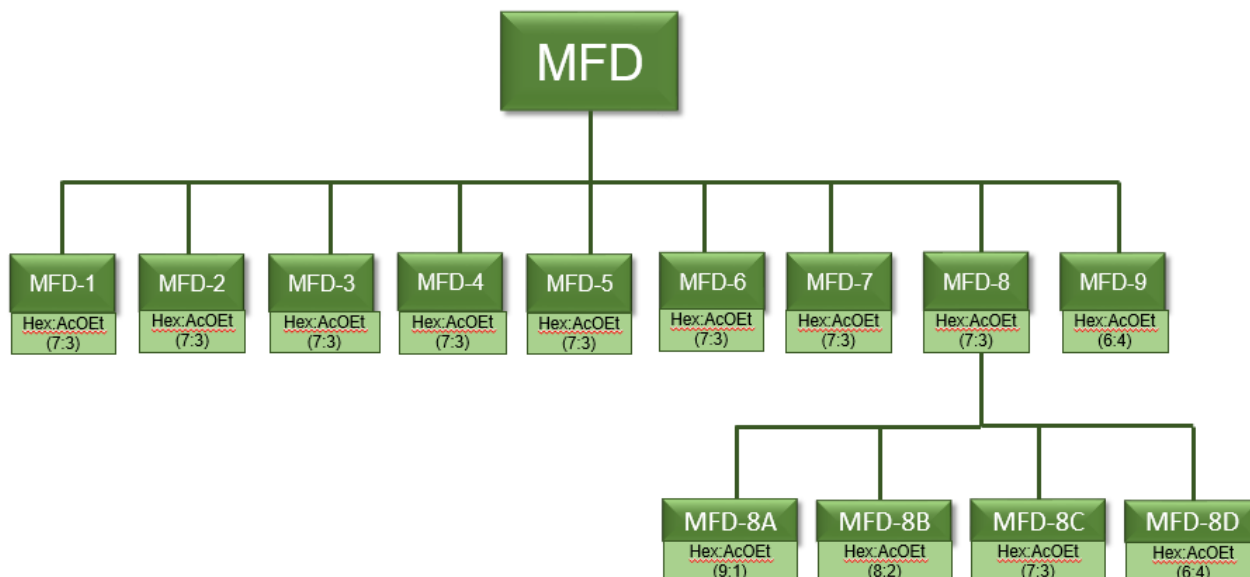 MFD
MFD-1
Hex:AcOEt
(7:3)
MFD-2
Hex:AcOEt
(7:3)
MFD-3
Hex:AcOEt
(7:3)
MFD-4
Hex:AcOEt
(7:3)
MFD-5
Hex:AcOEt
(7:3)
MFD-6
Hex:AcOEt
(7:3)
MFD-7
Hex:AcOEt
(7:3)
MFD-8
Hex:AcOEt
(7:3)
MFD-9
Hex:AcOEt
(6:4)
MFD-8A
Hex:AcOEt
(9:1)
MFD-8B
Hex:AcOEt
(8:2)
MFD-8C
Hex:AcOEt
(7:3)
MFD-8D
Hex:AcOEt
(6:4)